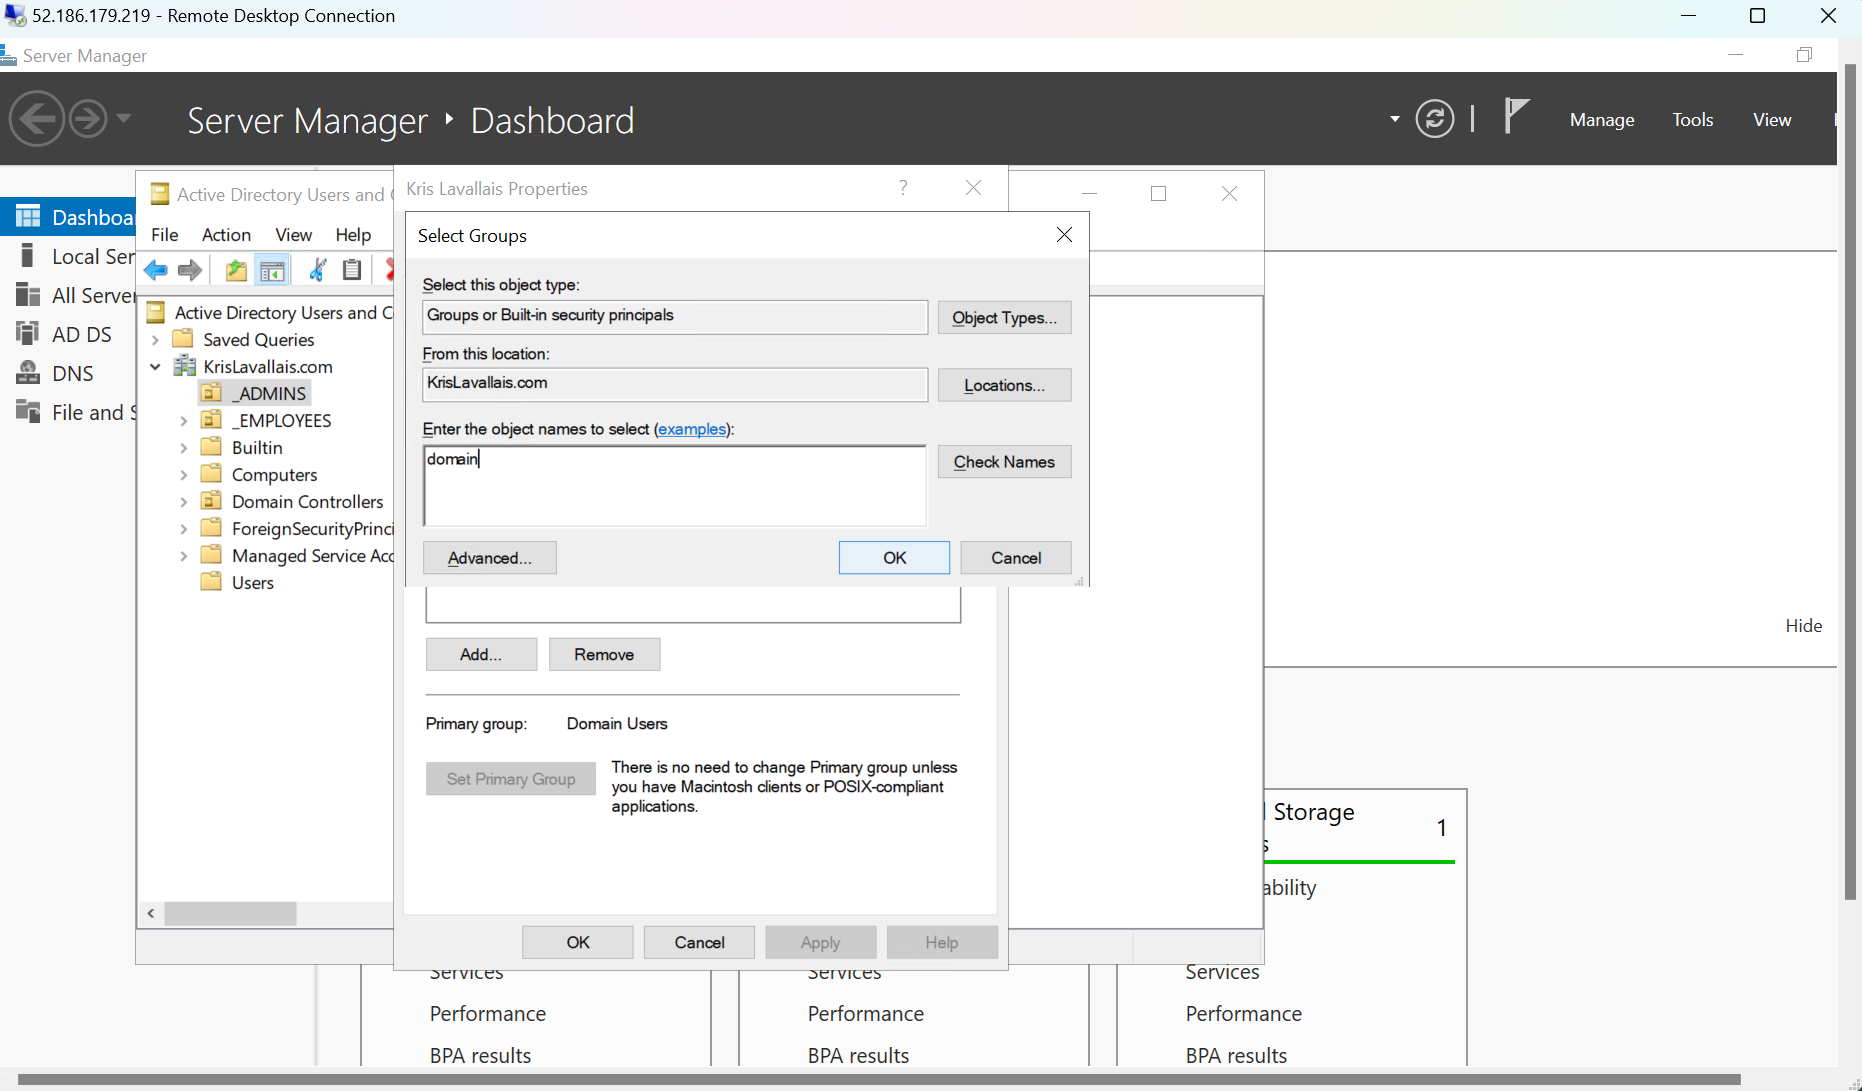 52.186.179.219 - Remote Desktop Connection
Server Manager
Server Manager Dashboard
Manage Tools View
Active Directory Users and
Kris Lavallais Properties
?
File Action View Help
Select Groups
Select this object type:
Groups or Built-in security principals
Object Types...
From this location:
KrisLavallais.com
Locations...
Enter the object names to select (examples):
domain
Check Names
Advanced...
OK
Cancel
Dashboar
Local Ser
All Server
AD DS
DNS
File and S
Active Directory Users and C
Saved Queries
KrisLavallais.com
_ADMINS
_EMPLOYEES
Builtin
Computers
Domain Controllers
ForeignSecurityPrinci
Managed Service Acc
Users
Add...
Remove
Primary group: Domain Users
Set Primary Group
There is no need to change Primary group unless
you have Macintosh clients or POSIX-compliant
applications.
OK
Cancel
Apply
Help
Hide
Storage
1
s
ability
Services
Performance
BPA results
Services
Performance
BPA results
Services
Performance
BPA results